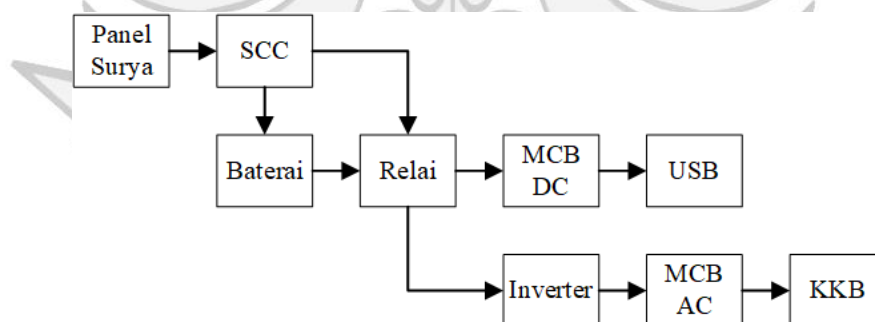 Panel
Surya
SCC
Baterai
Relai
MCB
DC
USB
Inverter
MCB
AC
KKB